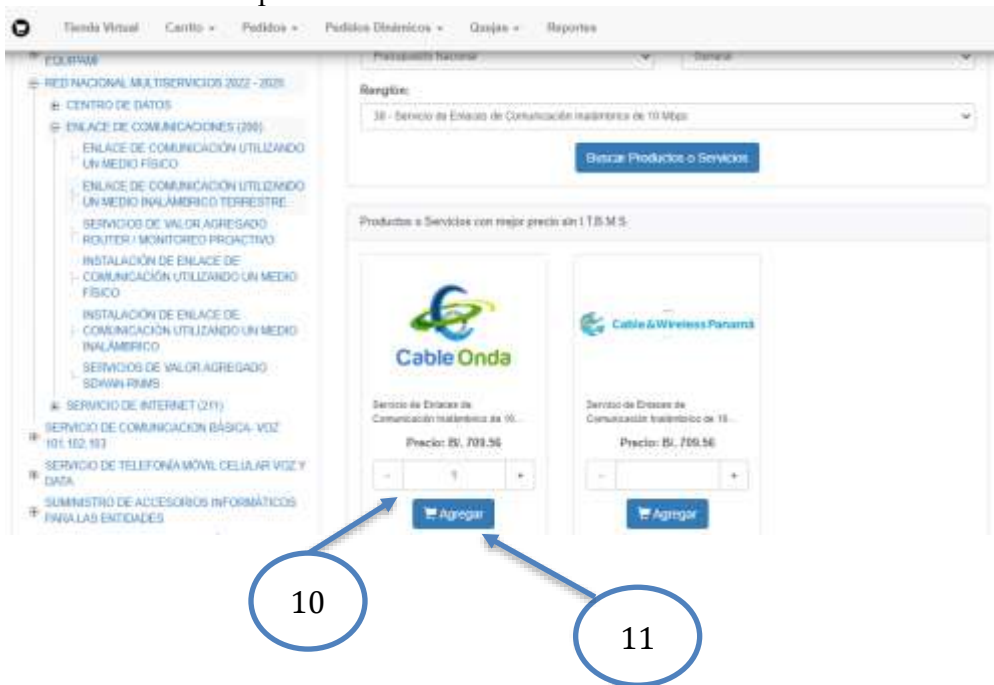 Tienda Virtual Carrito Pedidos Pedidos Dinámicos Quejas Reportes
EQUIPAMI
RED NACIONAL MULTISERVICIOS 2022 - 2025
CENTRO DE DATOS
ENLACE DE COMUNICACIONES (200)
ENLACE DE COMUNICACIÓN UTILIZANDO
UN MEDIO FÍSICO
ENLACE DE COMUNICACIÓN UTILIZANDO
UN MEDIO INALÁMBRICO TERRESTRE
SERVICIOS DE VALOR AGREGADO
ROUTER / MONITOREO PROACTIVO
INSTALACIÓN DE ENLACE DE
COMUNICACIÓN UTILIZANDO UN MEDIO
FÍSICO
INSTALACIÓN DE ENLACE DE
COMUNICACIÓN UTILIZANDO UN MEDIO
INALÁMBRICO
SERVICIOS DE VALOR AGREGADO
SDWAN-RNMS
SERVICIO DE INTERNET (211)
SERVICIO DE COMUNICACION BÁSICA- VOZ
101,102,103
SERVICIO DE TELEFONÍA MÓVIL CELULAR VOZ Y
DATA
SUMINISTRO DE ACCESORIOS INFORMÁTICOS
PARA LAS ENTIDADES
Presupuesto Nacional
General
Renglón:
38 - Servicio de Enlaces de Comunicación Inalámbrica de 10 Mbps
Buscar Productos o Servicios
Productos o Servicios con mejor precio sin I.T.B.M.S
Cable Onda
Servicio de Enlaces de
Comunicación Inalámbrico de 10...
Precio: B/. 709.56
- 1 +
Agregar
Cable & Wireless Panamá
Servicio de Enlaces de
Comunicación Inalámbrico de 10...
Precio: B/. 709.56
- +
Agregar
10
11